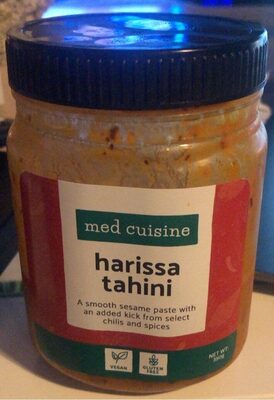 med cuisine
harissa
tahini
A smooth sesame paste with
an added kick from select
chilis and spices
VEGAN
GLUTEN
FREE
NET WT: